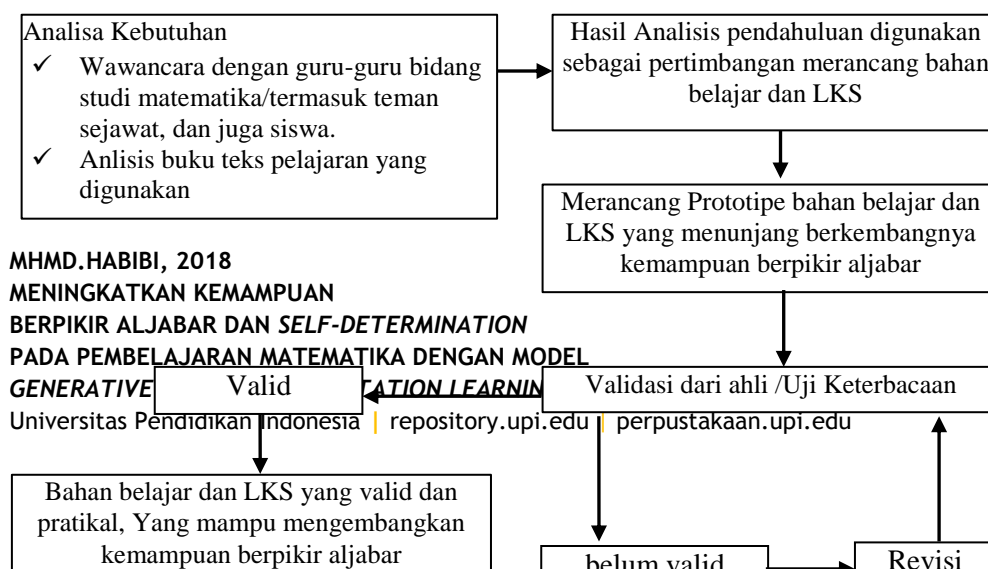 Analisa Kebutuhan
✓ Wawancara dengan guru-guru bidang
studi matematika/termasuk teman
sejawat, dan juga siswa.
✓ Anlisis buku teks pelajaran yang
digunakan
Hasil Analisis pendahuluan digunakan
sebagai pertimbangan merancang bahan
belajar dan LKS
Merancang Prototipe bahan belajar dan
LKS yang menunjang berkembangnya
kemampuan berpikir aljabar
MHMD.HABIBI, 2018
MENINGKATKAN KEMAMPUAN
BERPIKIR ALJABAR DAN SELF-DETERMINATION
PADA PEMBELAJARAN MATEMATIKA DENGAN MODEL
GENERATIVE
Valid
Validasi dari ahli /Uji Keterbacaan
Universitas Pendidikan Indonesia | repository.upi.edu | perpustakaan.upi.edu
Bahan belajar dan LKS yang valid dan
pratikal, Yang mampu mengembangkan
kemampuan berpikir aljabar
belum valid
Revisi